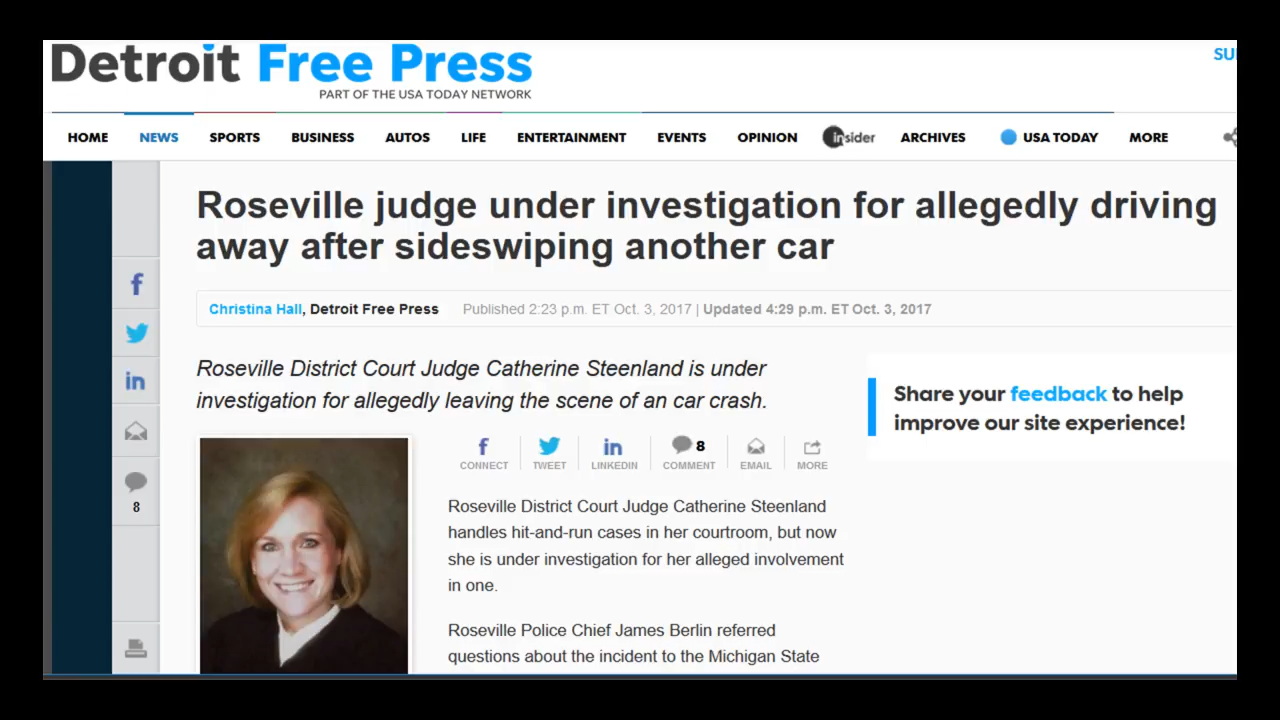 Detroit Free Press
PART OF THE USA TODAY NETWORK
SU
HOME NEWS SPORTS BUSINESS AUTOS LIFE ENTERTAINMENT EVENTS OPINION insider ARCHIVES USA TODAY MORE
Roseville judge under investigation for allegedly driving
away after sideswiping another car
Christina Hall, Detroit Free Press Published 2:23 p.m. ET Oct. 3, 2017 | Updated 4:29 p.m. ET Oct. 3, 2017
Roseville District Court Judge Catherine Steenland is under
investigation for allegedly leaving the scene of an car crash.
Share your feedback to help
improve our site experience!
f
in
8
f in 8
CONNECT TWEET LINKEDIN COMMENT EMAIL MORE
Roseville District Court Judge Catherine Steenland
handles hit-and-run cases in her courtroom, but now
she is under investigation for her alleged involvement
in one.
Roseville Police Chief James Berlin referred
questions about the incident to the Michigan State